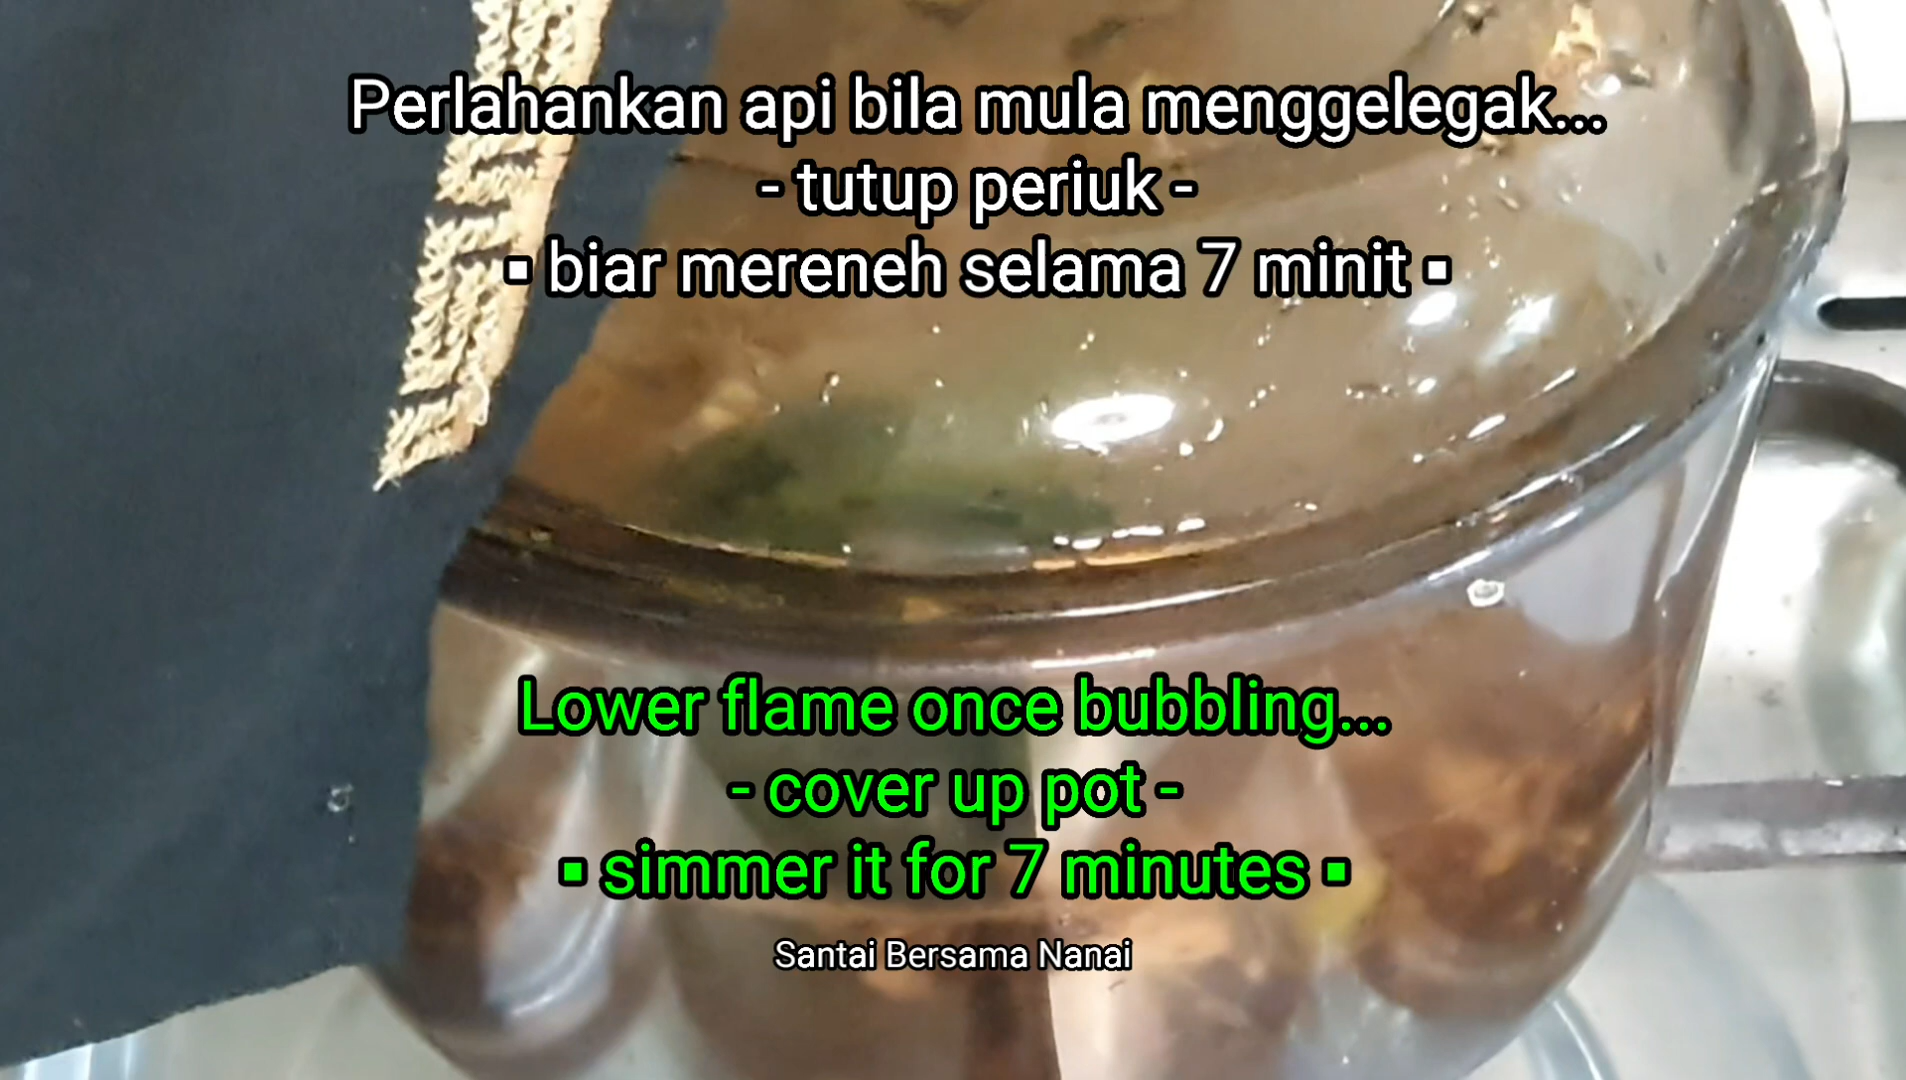 Perlahankan api bila mula menggelegak...
- tutup periuk -
▪ biar mereneh selama 7 minit ▪
Lower flame once bubbling...
- cover up pot -
▪ simmer it for 7 minutes ▪
Santai Bersama Nanai